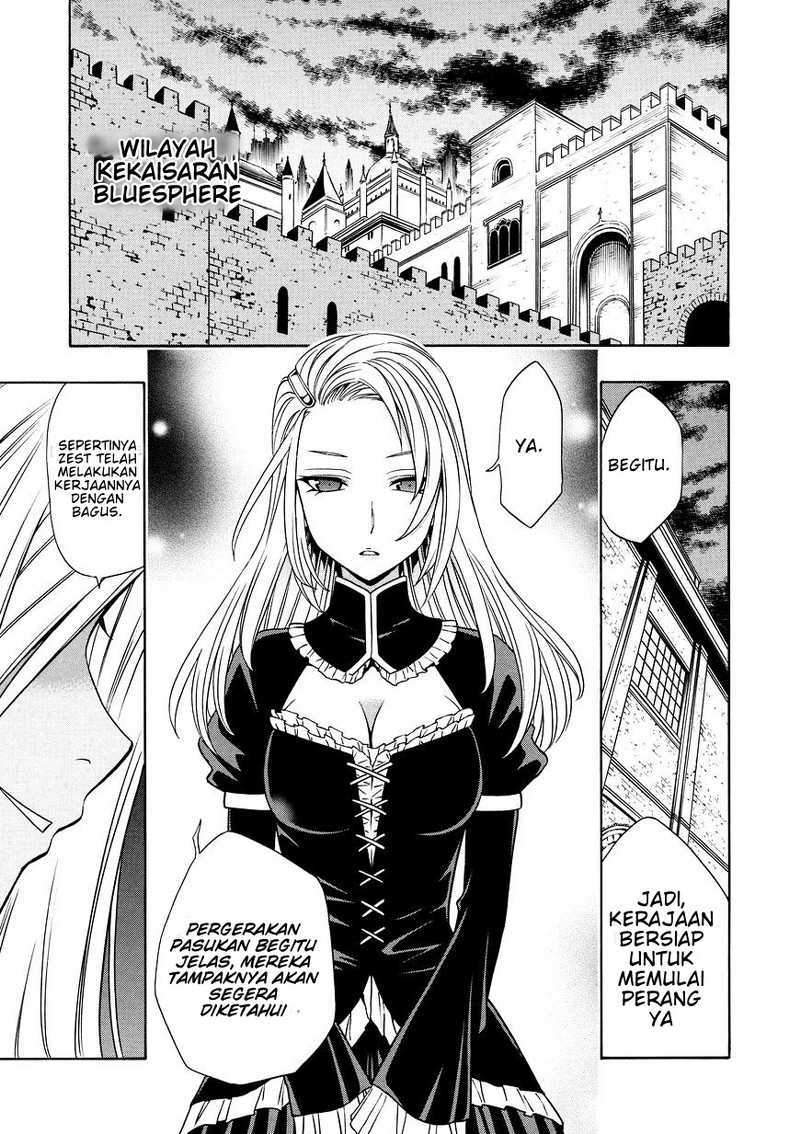 WILAYAH
KEKAISARAN
BLUESPHERE
BEGITU.
JADI,
KERAJAAN
BERSIAP
UNTUK
MEMULAI
PERANG
YA
YA.
PERGERAKAN
PASUKAN BEGITU
JELAS, MEREKA
TAMPAKNYA AKAN
SEGERA
DIKETAHUI
SEPERTINYA
ZEST TELAH
MELAKUKAN
KERJAANNYA
DENGAN
BAGUS.